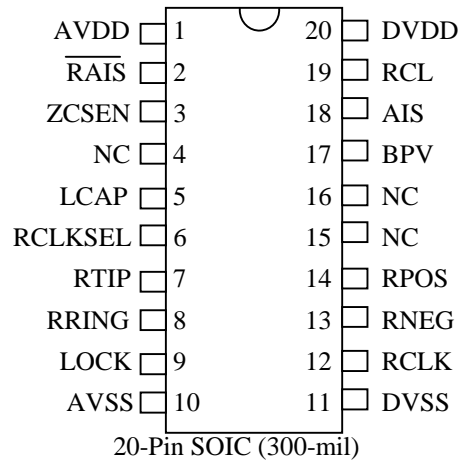 AVDD 1 20 DVDD
RAIS 2 19 RCL
ZCSEN 3 18 AIS
NC 4 17 BPV
LCAP 5 16 NC
RCLKSEL 6 15 NC
RTIP 7 14 RPOS
RRING 8 13 RNEG
LOCK 9 12 RCLK
AVSS 10 11 DVSS
20-Pin SOIC (300-mil)